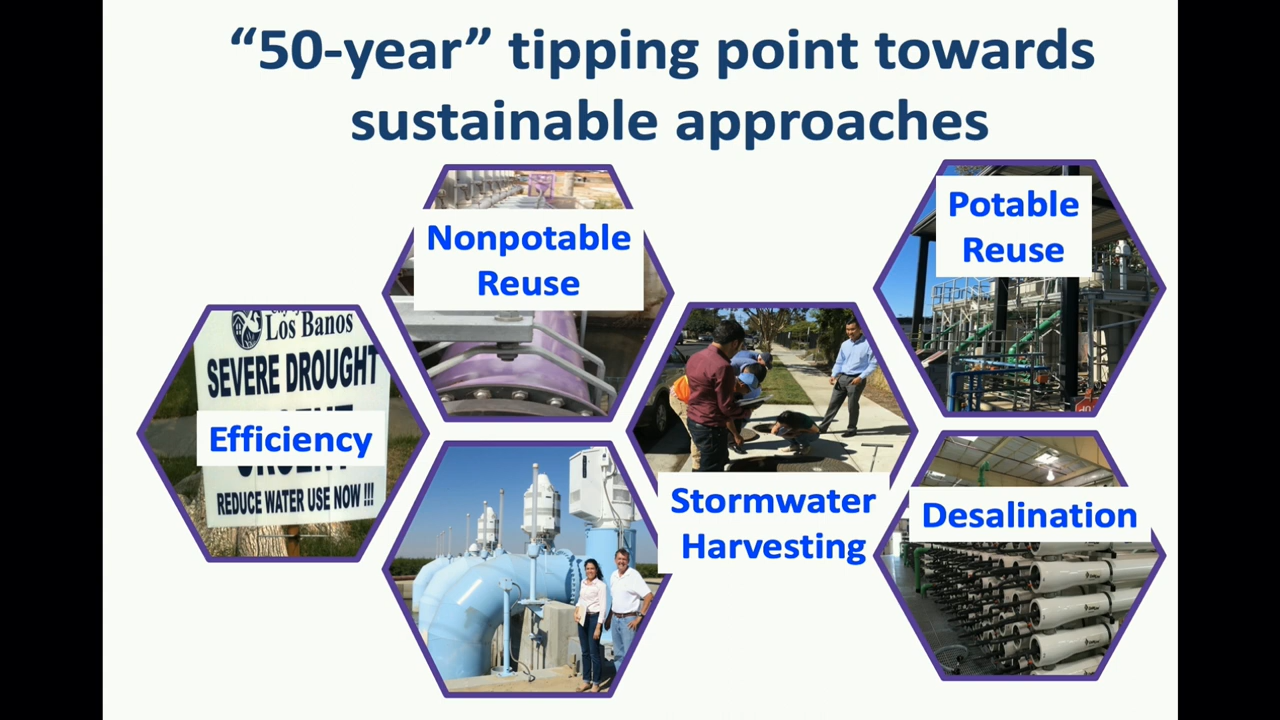 “50-year” tipping point towards
sustainable approaches
Nonpotable
Reuse
Potable
Reuse
Los Banos
SEVERE DROUGHT
Efficiency
URGENT
REDUCE WATER USE NOW !!!
Stormwater
Harvesting
Desalination